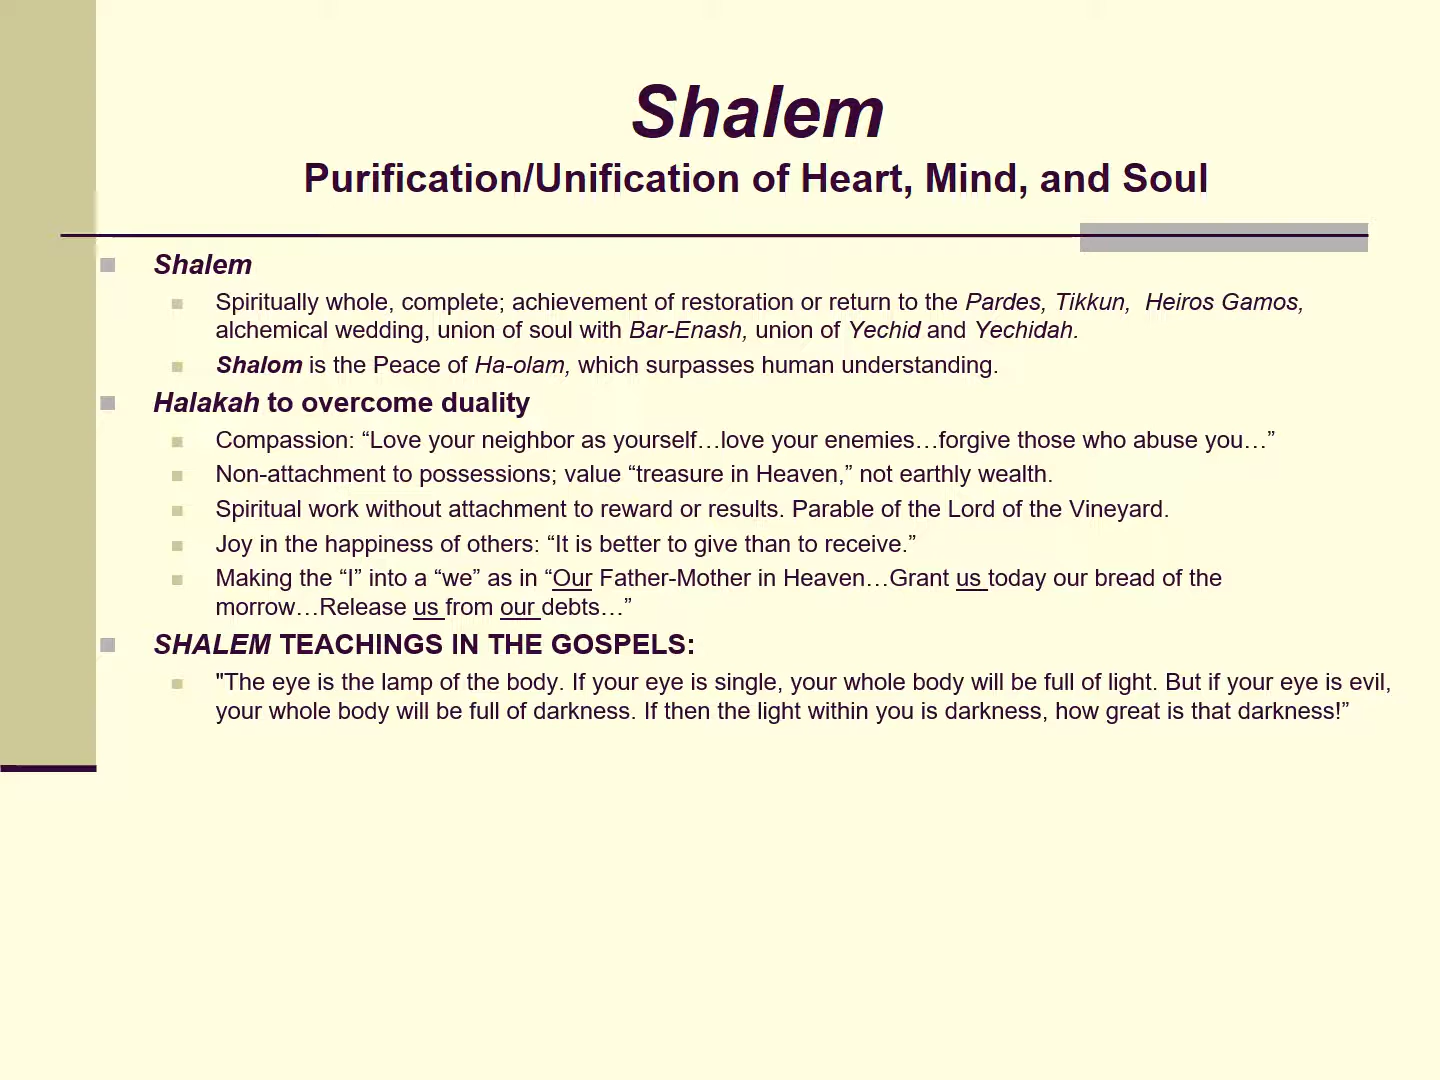 Shalem
Purification/Unification of Heart, Mind, and Soul
Shalem
Spiritually whole, complete; achievement of restoration or return to the Pardes, Tikkun, Heiros Gamos,
alchemical wedding, union of soul with Bar-Enash, union of Yechid and Yechidah.
Shalom is the Peace of Ha-olam, which surpasses human understanding.
Halakah to overcome duality
Compassion: “Love your neighbor as yourself…love your enemies…forgive those who abuse you…”
Non-attachment to possessions; value “treasure in Heaven,” not earthly wealth.
Spiritual work without attachment to reward or results. Parable of the Lord of the Vineyard.
Joy in the happiness of others: “It is better to give than to receive.”
Making the “I” into a “we” as in “Our Father-Mother in Heaven…Grant us today our bread of the
morrow…Release us from our debts…”
SHALEM TEACHINGS IN THE GOSPELS:
"The eye is the lamp of the body. If your eye is single, your whole body will be full of light. But if your eye is evil,
your whole body will be full of darkness. If then the light within you is darkness, how great is that darkness!”